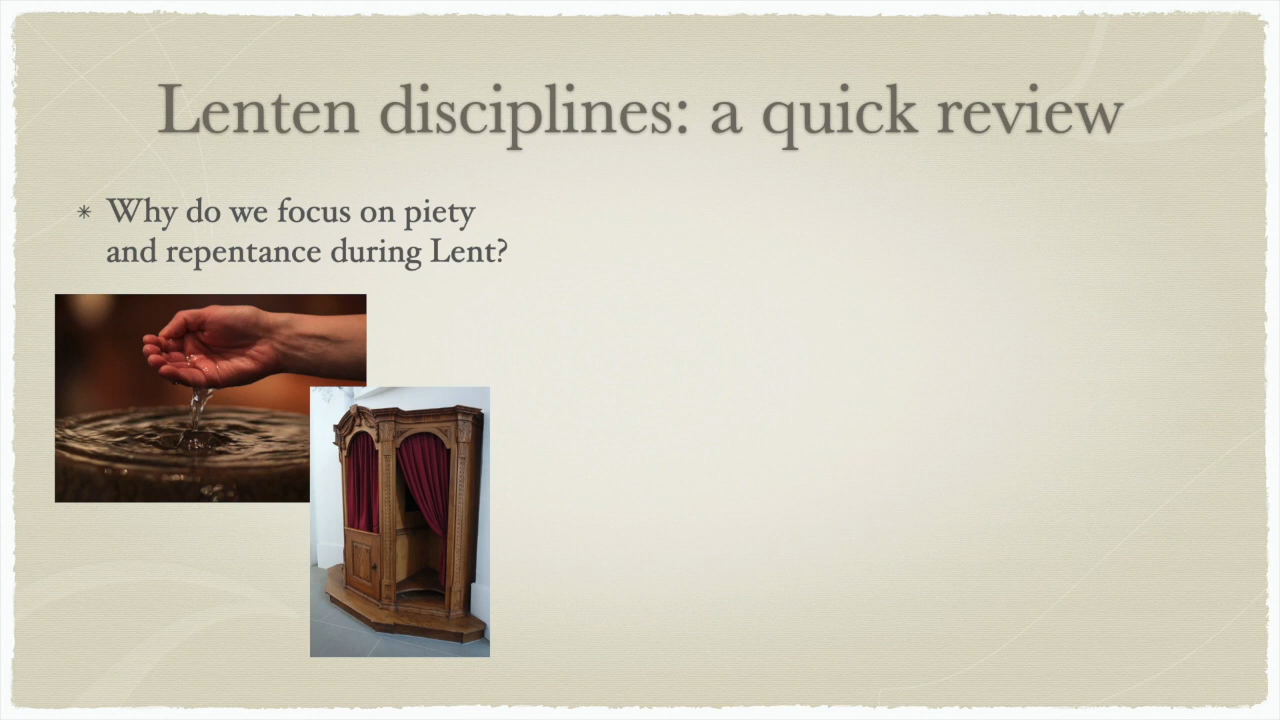 Lenten disciplines: a quick review
Why do we focus on piety
and repentance during Lent?